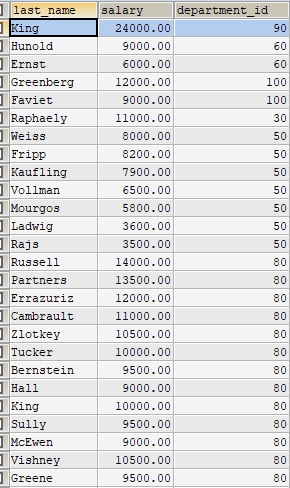 last_name salary department_id
King 24000.00 90
Hunold 9000.00 60
Ernst 6000.00 60
Greenberg 12000.00 100
Faviet 9000.00 100
Raphaely 11000.00 30
Weiss 8000.00 50
Fripp 8200.00 50
Kaufling 7900.00 50
Vollman 6500.00 50
Mourgos 5800.00 50
Ladwig 3600.00 50
Rajs 3500.00 50
Russell 14000.00 80
Partners 13500.00 80
Errazuriz 12000.00 80
Cambrault 11000.00 80
Zlotkey 10500.00 80
Tucker 10000.00 80
Bernstein 9500.00 80
Hall 9000.00 80
King 10000.00 80
Sully 9500.00 80
McEwen 9000.00 80
Vishney 10500.00 80
Greene 9500.00 80